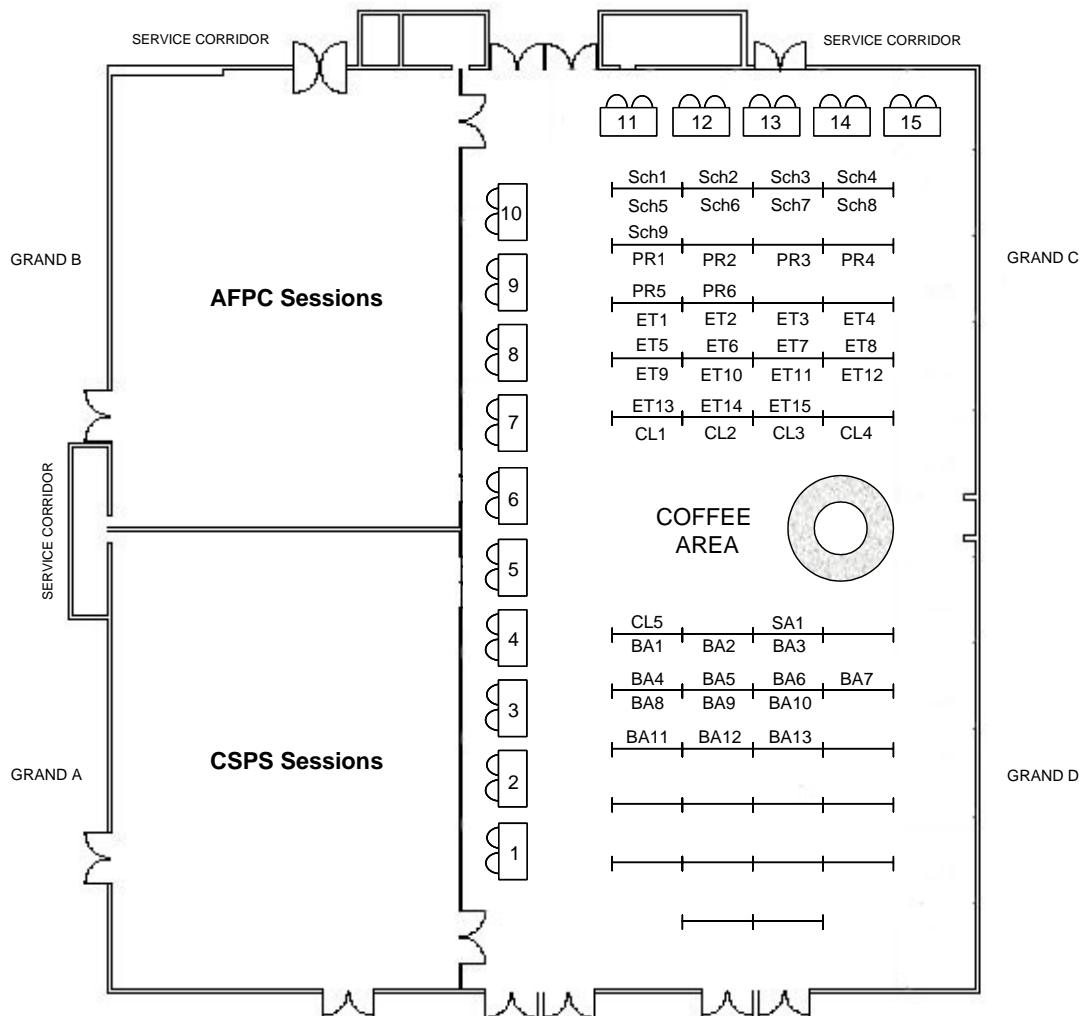 SERVICE CORRIDOR
SERVICE CORRIDOR
11 12 13 14 15
Sch1 Sch2 Sch3 Sch4
Sch5 Sch6 Sch7 Sch8
10
Sch9
GRAND B
PR1 PR2 PR3 PR4
GRAND C
9
AFPC Sessions
PR5 PR6
ET1 ET2 ET3 ET4
8
ET5 ET6 ET7 ET8
ET9 ET10 ET11 ET12
7
ET13 ET14 ET15
CL1 CL2 CL3 CL4
6
SERVICE CORRIDOR
COFFEE
AREA
5
4
CL5 SA1
BA1 BA2 BA3
BA4 BA5 BA6 BA7
3
BA8 BA9 BA10
BA11 BA12 BA13
CSPS Sessions
GRAND A
GRAND D
2
1